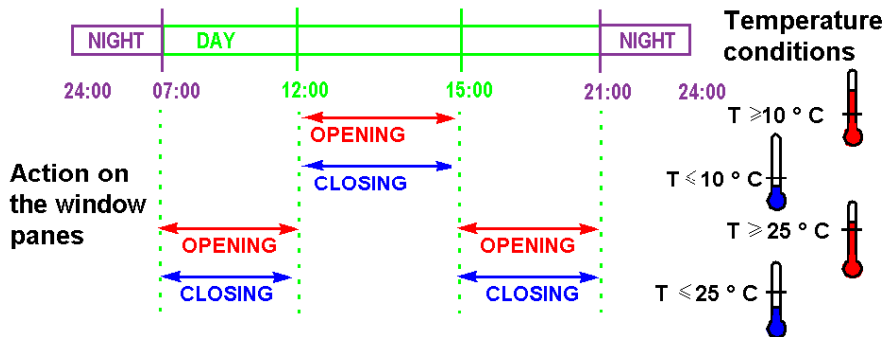 NIGHT DAY NIGHT
24:00 07:00 12:00 15:00 21:00 24:00
Temperature
conditions
OPENING
T ⩾10 ° C
CLOSING
T ⩽10 ° C
Action on
the window
panes
OPENING OPENING
T ⩾ 25 ° C
CLOSING CLOSING
T ⩽25 ° C